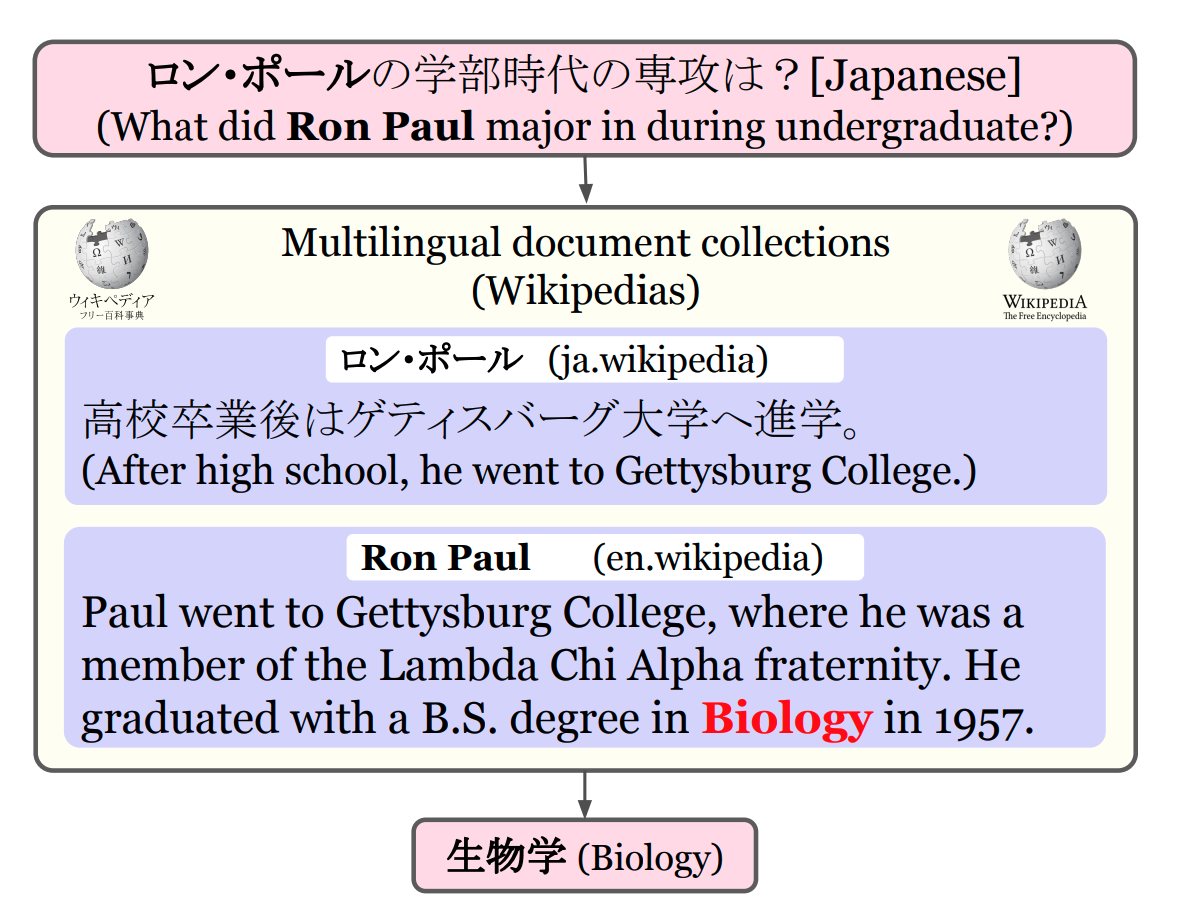 ロン・ポールの学部時代の専攻は？[Japanese]
(What did Ron Paul major in during undergraduate?)
Multilingual document collections
(Wikipedias)
ウィキペディア
フリー百科事典
WIKIPEDIA
The Free Encyclopedia
ロン・ポール (ja.wikipedia)
高校卒業後はゲティスバーグ大学へ進学。
(After high school, he went to Gettysburg College.)
Ron Paul (en.wikipedia)
Paul went to Gettysburg College, where he was a
member of the Lambda Chi Alpha fraternity. He
graduated with a B.S. degree in Biology in 1957.
生物学 (Biology)